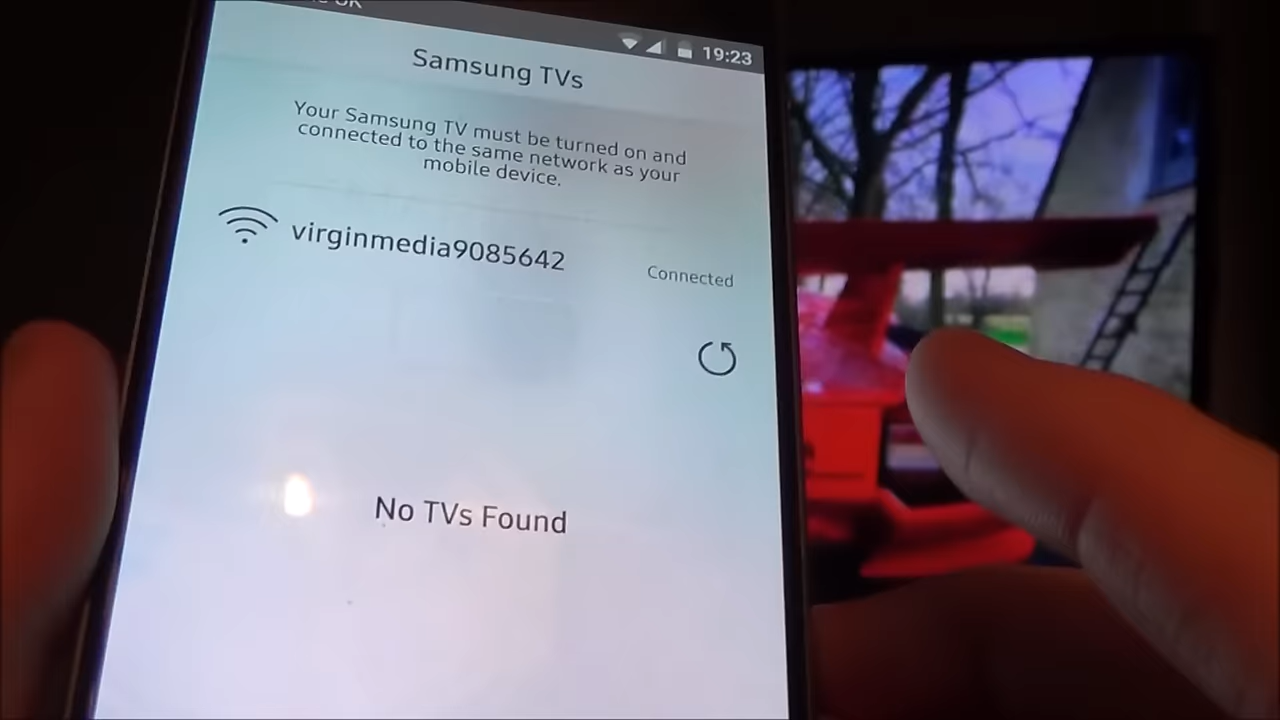 UK
19:23
Samsung TVs
Your Samsung TV must be turned on and
connected to the same network as your
mobile device.
virginmedia9085642
Connected
No TVs Found